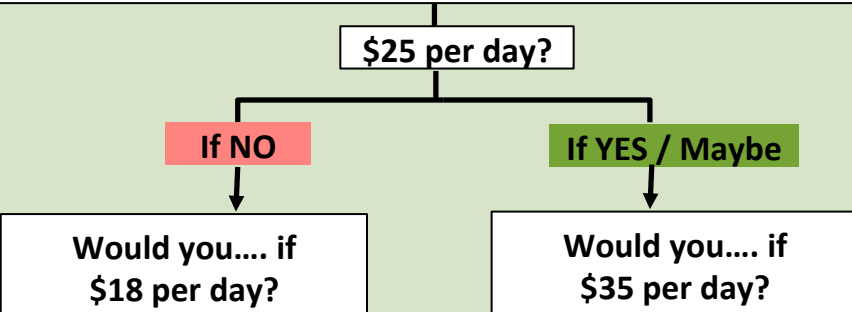 $25 per day?
If NO
If YES / Maybe
Would you.... if
$18 per day?
Would you.... if
$35 per day?